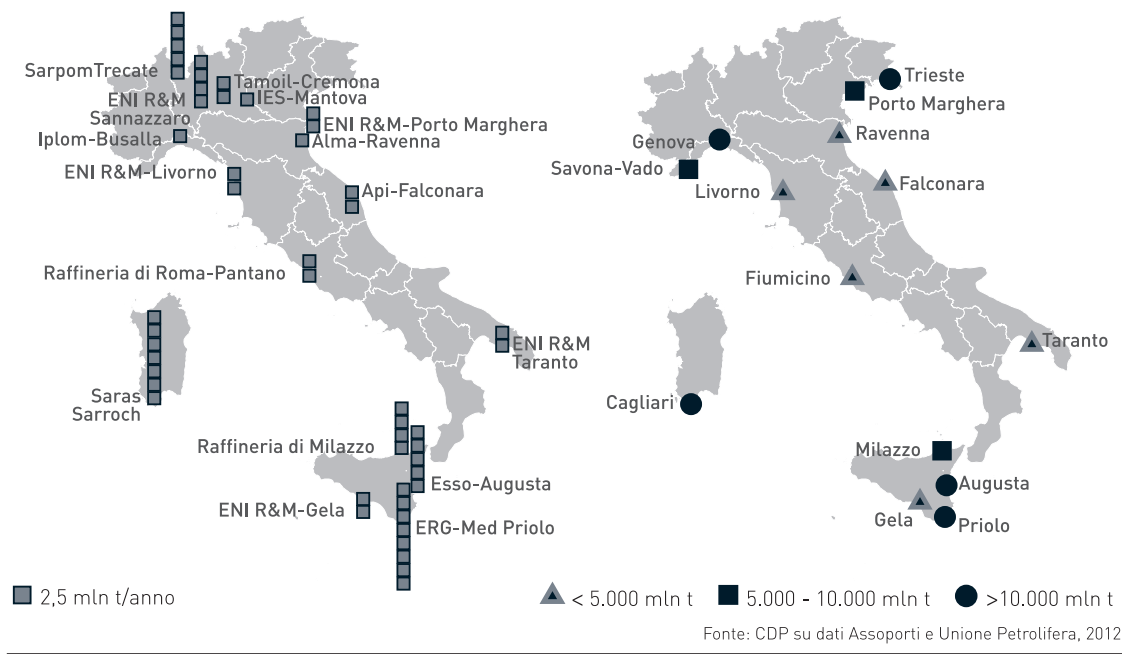 SarpomTrecate
ENI R&M
Sannazzaro
Tamoil-Cremona
IES-Mantova
ENI R&M-Porto Marghera
Iplom-Busalla
Alma-Ravenna
ENI R&M-Livorno
Api-Falconara
Raffineria di Roma-Pantano
ENI R&M
Taranto
Saras
Sarroch
Raffineria di Milazzo
Esso-Augusta
ENI R&M-Gela
ERG-Med Priolo
2,5 mln t/anno
Trieste
Porto Marghera
Ravenna
Genova
Savona-Vado
Livorno
Falconara
Fiumicino
Taranto
Cagliari
Milazzo
Augusta
Gela
Priolo
< 5.000 mln t
5.000 - 10.000 mln t
>10.000 mln t
Fonte: CDP su dati Assoporti e Unione Petrolifera, 2012